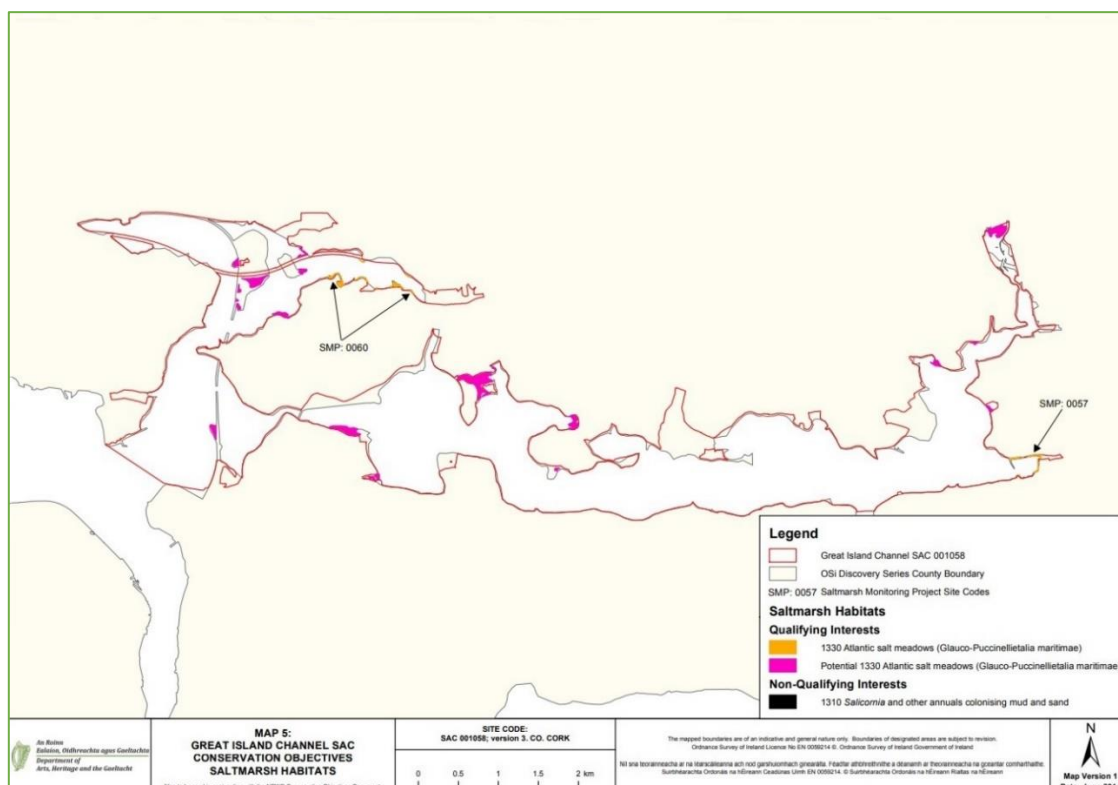 SMP: 0060
SMP: 0057
Legend
Great Island Channel SAC 001058
OSi Discovery Series County Boundary
SMP: 0057 Saltmarsh Monitoring Project Site Codes
Saltmarsh Habitats
Qualifying Interests
1330 Atlantic salt meadows (Glauco-Puccinellietalia maritimae)
Potential 1330 Atlantic salt meadows (Glauco-Puccinellietalia maritimae
Non-Qualifying Interests
1310 Salicornia and other annuals colonising mud and sand
An Roinn
Ealaíon, Oidhreachta agus Gaeltachta
Department of
Arts, Heritage and the Gaeltacht
MAP 5:
GREAT ISLAND CHANNEL SAC
CONSERVATION OBJECTIVES
SALTMARSH HABITATS
SITE CODE:
SAC 001058; version 3. CO. CORK
0 0.5 1 1.5 2 km
The mapped boundaries are of an indicative and general nature only. Boundaries of designated areas are subject to revision.
Ordnance Survey of Ireland Licence No EN 0059214 ©. Ordnance Survey of Ireland Government of Ireland
N
Map Version 1